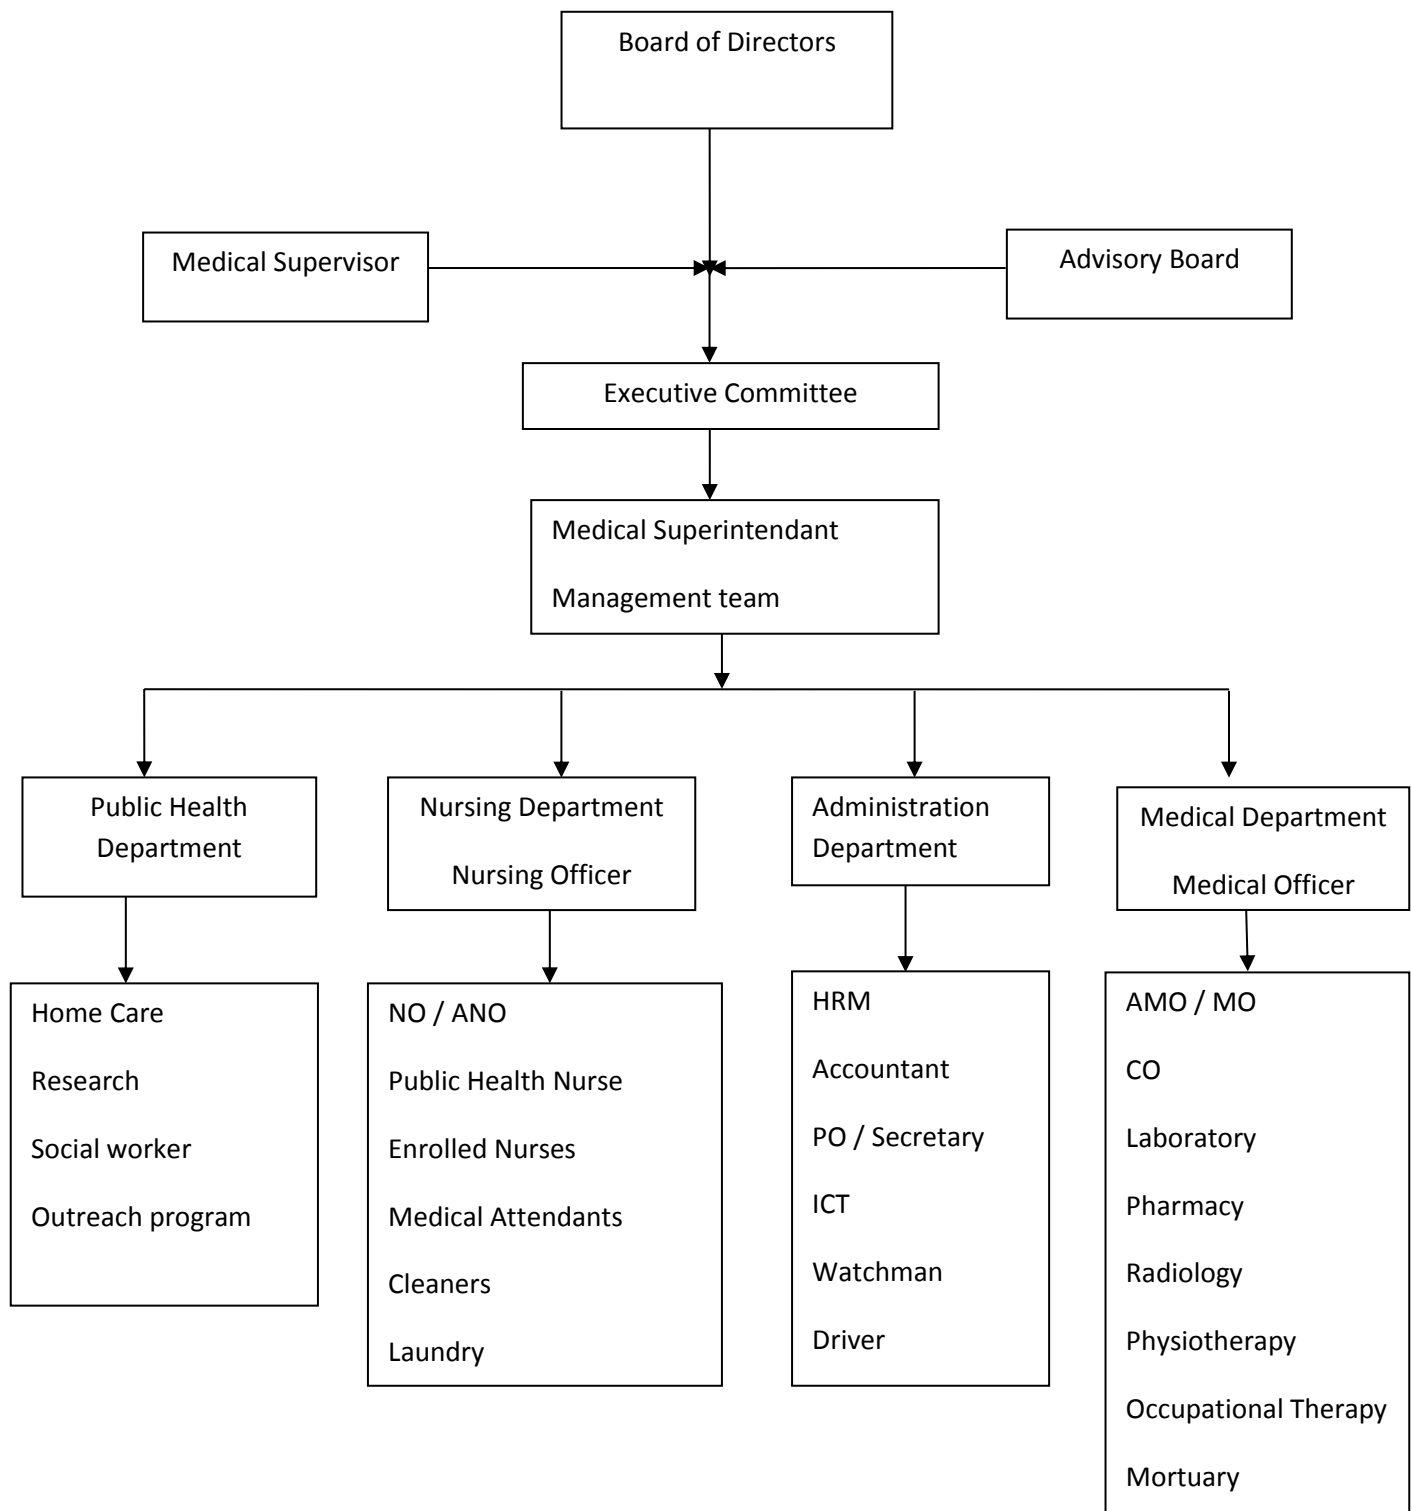 Board of Directors
Medical Supervisor
Advisory Board
Executive Committee
Medical Superintendant
Management team
Public Health
Department
Nursing Department
Nursing Officer
Administration
Department
Medical Department
Medical Officer
Home Care
Research
Social worker
Outreach program
NO / ANO
Public Health Nurse
Enrolled Nurses
Medical Attendants
Cleaners
Laundry
HRM
Accountant
PO / Secretary
ICT
Watchman
Driver
AMO / MO
CO
Laboratory
Pharmacy
Radiology
Physiotherapy
Occupational Therapy
Mortuary